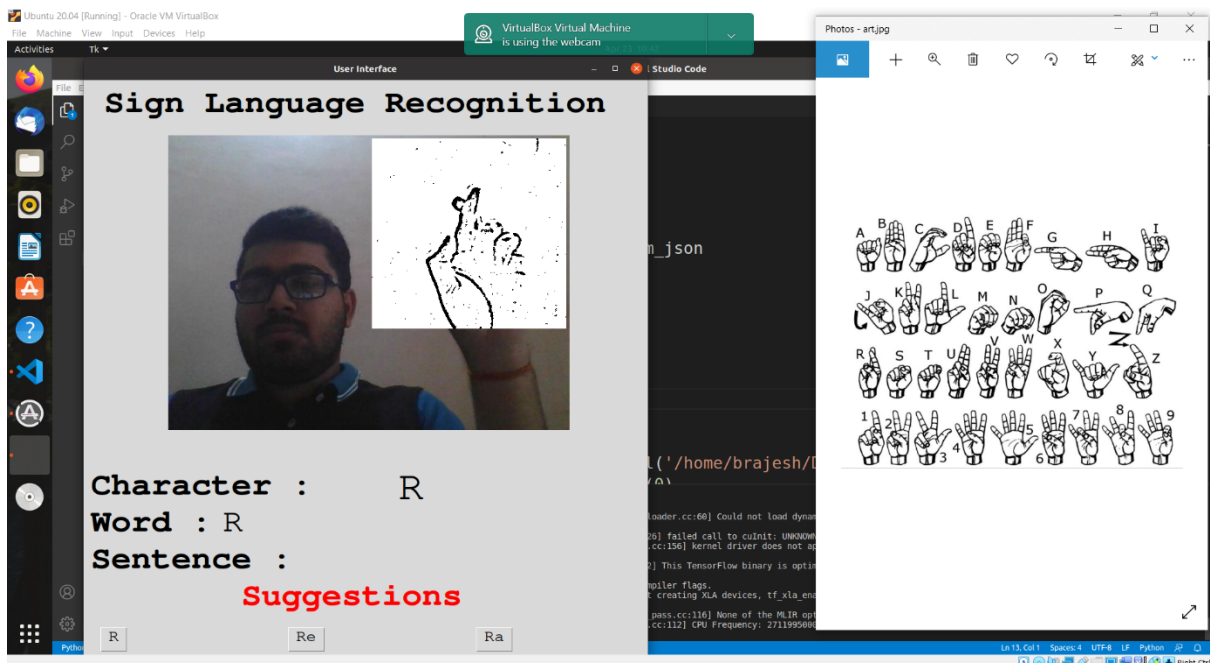 Ubuntu 20.04 [Running] - Oracle VM VirtualBox
File Machine View Input Devices Help
VirtualBox Virtual Machine
is using the webcam
Activities Tk
User Interface
Studio Code
File
Sign Language Recognition
_json
Character : R
Word : R
Sentence :
Suggestions
R Re Ra
('/home/brajesh/
loader.cc:60] Could not load dynam
26] failed call to cuInit: UNKNOWN
.cc:156] kernel driver does not ap
2] This TensorFlow binary is optim
mpiler flags.
t creating XLA devices, tf_xla_ena
pass.cc:116] None of the MLIR opt
.cc:112] CPU Frequency: 2711995000
Ln 13, Col 1 Spaces: 4 UTF-8 LF Python
Right Ctrl
Photos - art.jpg
A B C D E F G H I
J K L M N O P Q
R S T U V W X Y Z
1 2 3 4 5 6 7 8 9